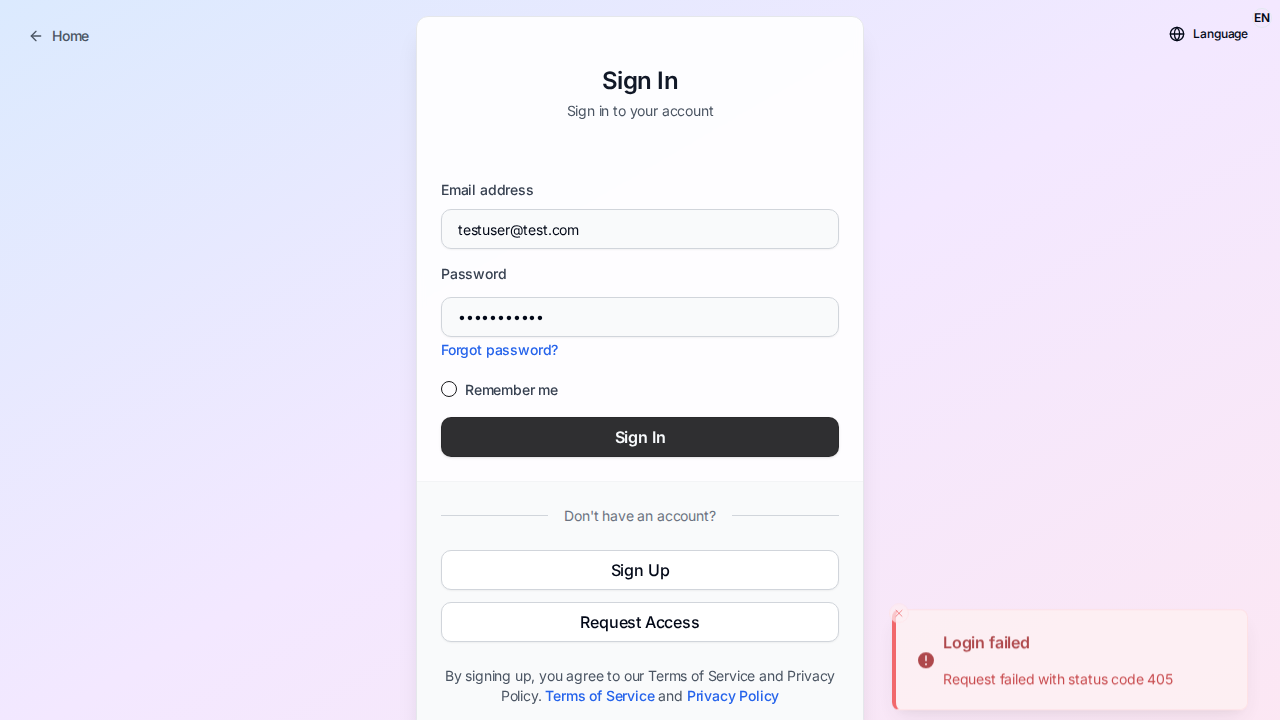 Home
EN
Language
Sign In
Sign in to your account
Email address
testuser@test.com
Password
Forgot password?
Remember me
Sign In
Don't have an account?
Sign Up
Request Access
By signing up, you agree to our Terms of Service and Privacy
Policy. Terms of Service and Privacy Policy
Login failed
Request failed with status code 405